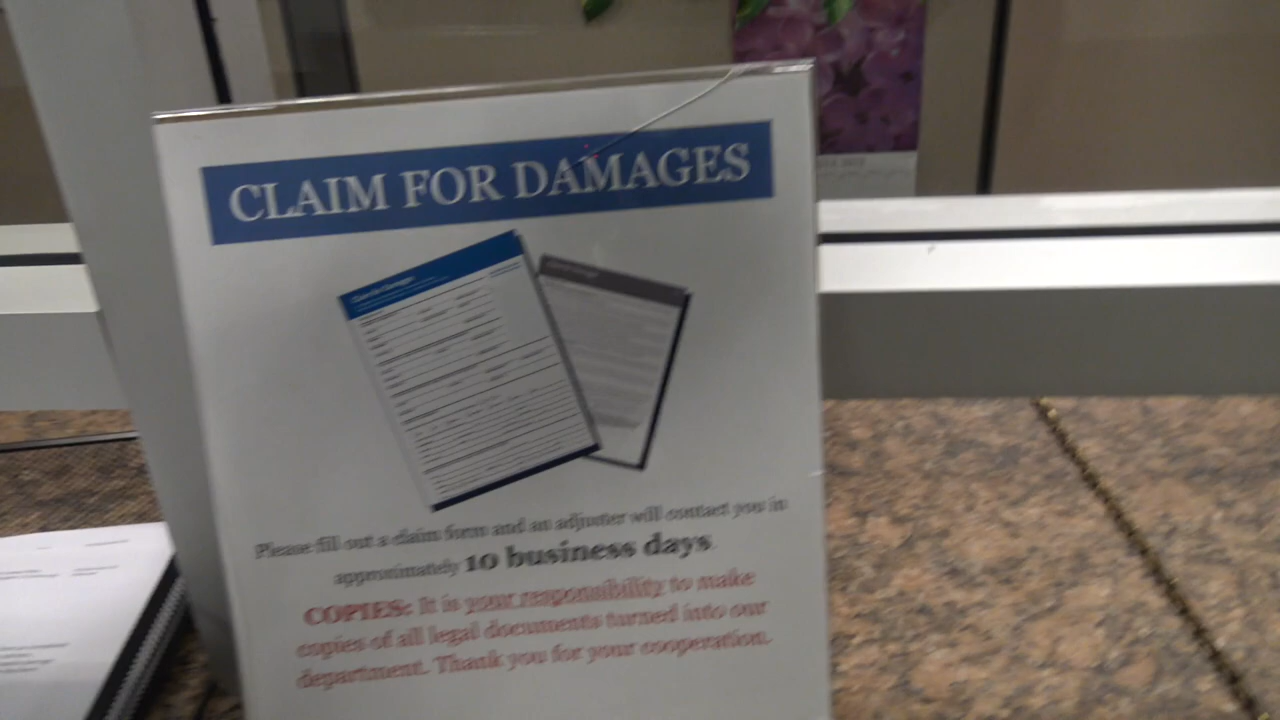 CLAIM FOR DAMAGES
Please fill out a claim form and an adjuster will contact you in
approximately 10 business days.
COPIES: It is your responsibility to make
copies of all legal documents turned into our
department. Thank you for your cooperation.